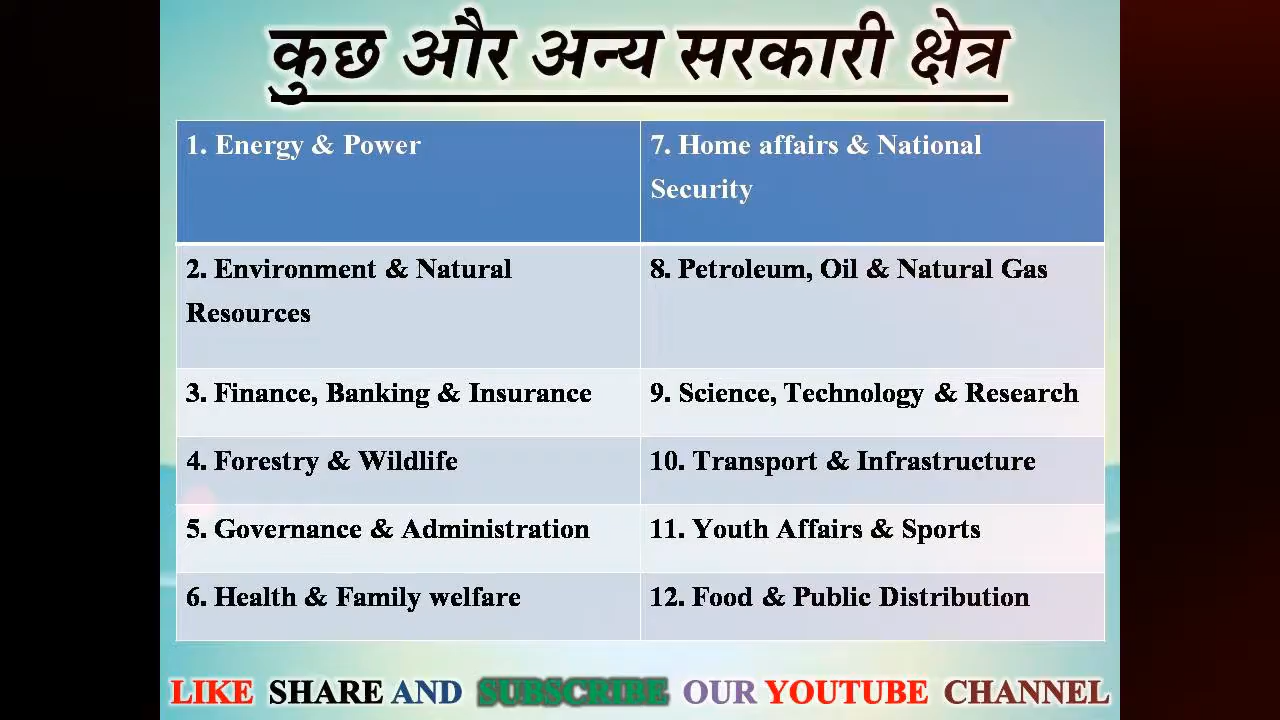 कुछ और अन्य सरकारी क्षेत्र
1. Energy & Power
7. Home affairs & National
Security
2. Environment & Natural
Resources
8. Petroleum, Oil & Natural Gas
3. Finance, Banking & Insurance
9. Science, Technology & Research
4. Forestry & Wildlife
10. Transport & Infrastructure
5. Governance & Administration
11. Youth Affairs & Sports
6. Health & Family welfare
12. Food & Public Distribution
LIKE SHARE AND SUBSCRIBE OUR YOUTUBE CHANNEL